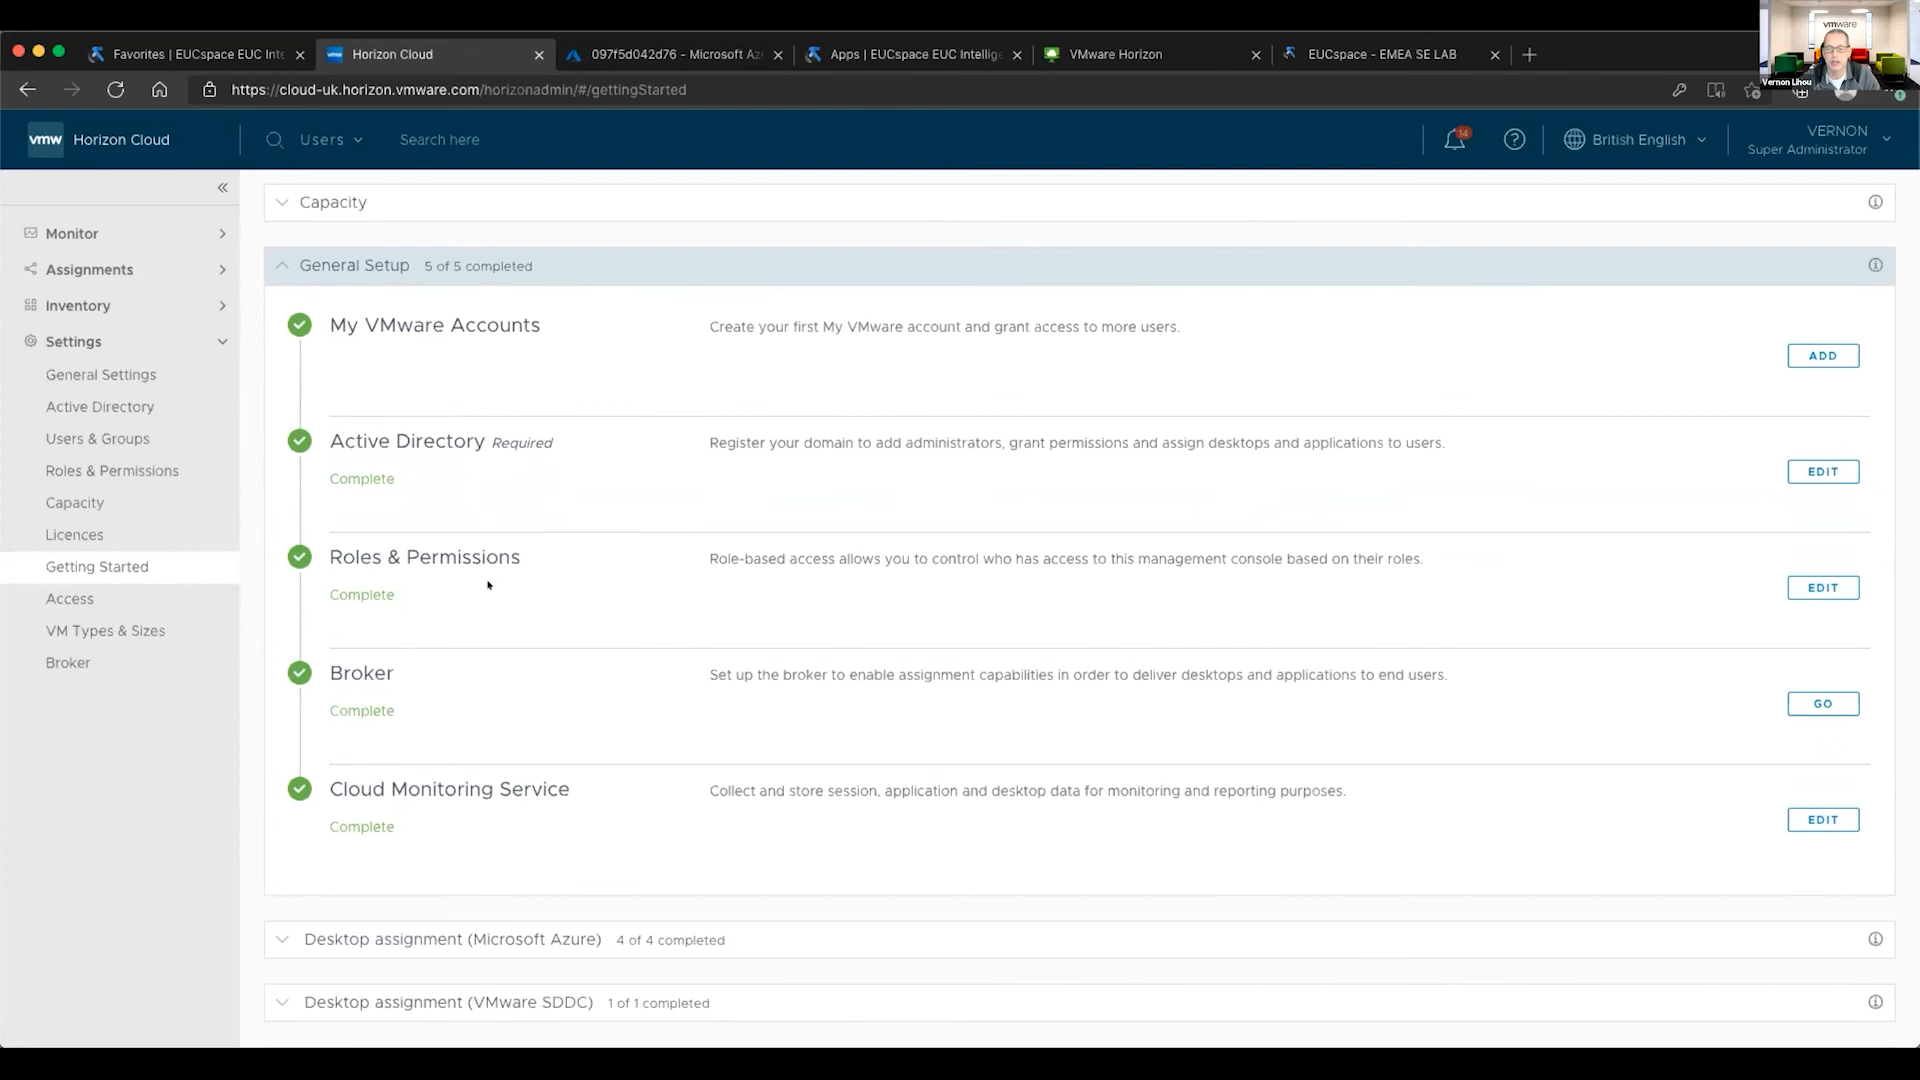 vmware
Favorites | EUCspace EUC Inte
Horizon Cloud
097f5d042d76 - Microsoft Az
Apps | EUCspace EUC Intellige
VMware Horizon
EUCspace - EMEA SE LAB
Vernon Lihou
https://cloud-uk.horizon.vmware.com/horizonadmin/#/gettingStarted
vmw Horizon Cloud
Users
Search here
14
British English
VERNON
Super Administrator
Monitor
Assignments
Inventory
Settings
General Settings
Active Directory
Users & Groups
Roles & Permissions
Capacity
Licences
Getting Started
Access
VM Types & Sizes
Broker
Capacity
General Setup 5 of 5 completed
My VMware Accounts
Create your first My VMware account and grant access to more users.
ADD
Active Directory Required
Register your domain to add administrators, grant permissions and assign desktops and applications to users.
Complete
EDIT
Roles & Permissions
Role-based access allows you to control who has access to this management console based on their roles.
Complete
EDIT
Broker
Set up the broker to enable assignment capabilities in order to deliver desktops and applications to end users.
Complete
GO
Cloud Monitoring Service
Collect and store session, application and desktop data for monitoring and reporting purposes.
Complete
EDIT
Desktop assignment (Microsoft Azure) 4 of 4 completed
Desktop assignment (VMware SDDC) 1 of 1 completed